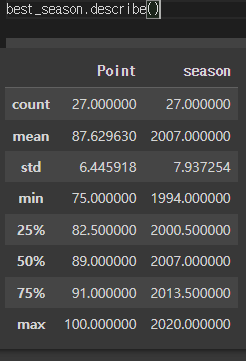 best_season.describe()
Point season
count 27.000000 27.000000
mean 87.629630 2007.000000
std 6.445918 7.937254
min 75.000000 1994.000000
25% 82.500000 2000.500000
50% 89.000000 2007.000000
75% 91.000000 2013.500000
max 100.000000 2020.000000